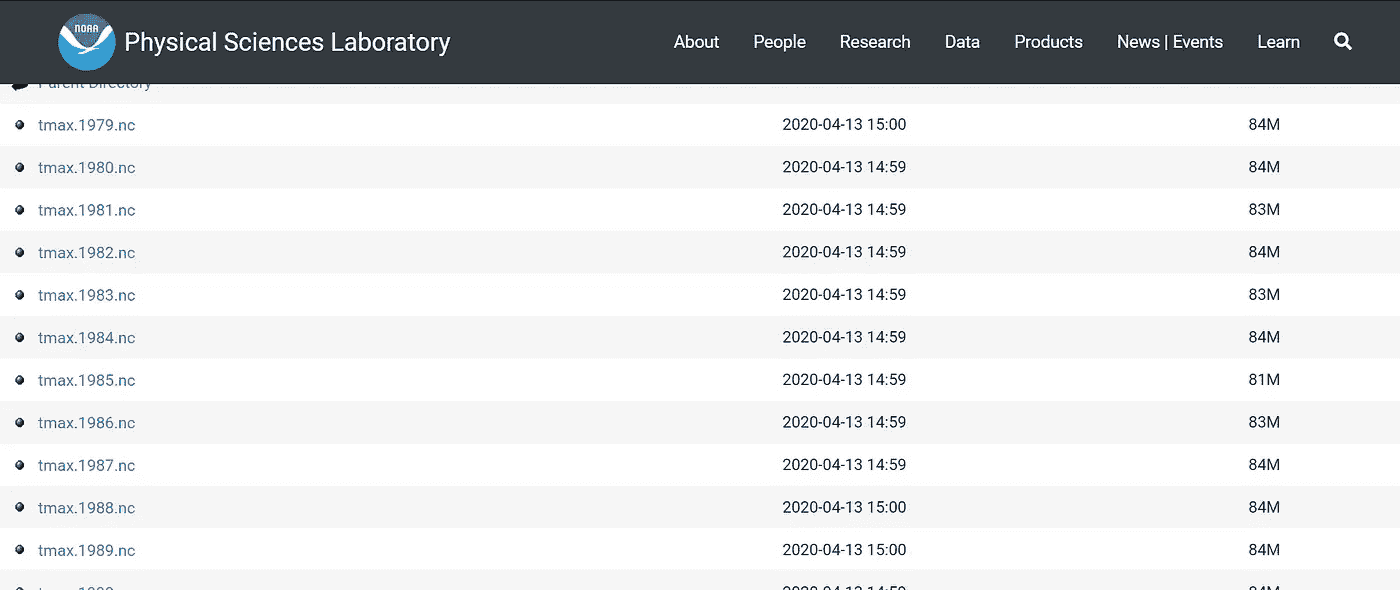 NOAA
Physical Sciences Laboratory About People Research Data Products News | Events Learn
Parent Directory
tmax.1979.nc 2020-04-13 15:00 84M
tmax.1980.nc 2020-04-13 14:59 84M
tmax.1981.nc 2020-04-13 14:59 83M
tmax.1982.nc 2020-04-13 14:59 84M
tmax.1983.nc 2020-04-13 14:59 83M
tmax.1984.nc 2020-04-13 14:59 84M
tmax.1985.nc 2020-04-13 14:59 81M
tmax.1986.nc 2020-04-13 14:59 83M
tmax.1987.nc 2020-04-13 14:59 84M
tmax.1988.nc 2020-04-13 15:00 84M
tmax.1989.nc 2020-04-13 15:00 84M